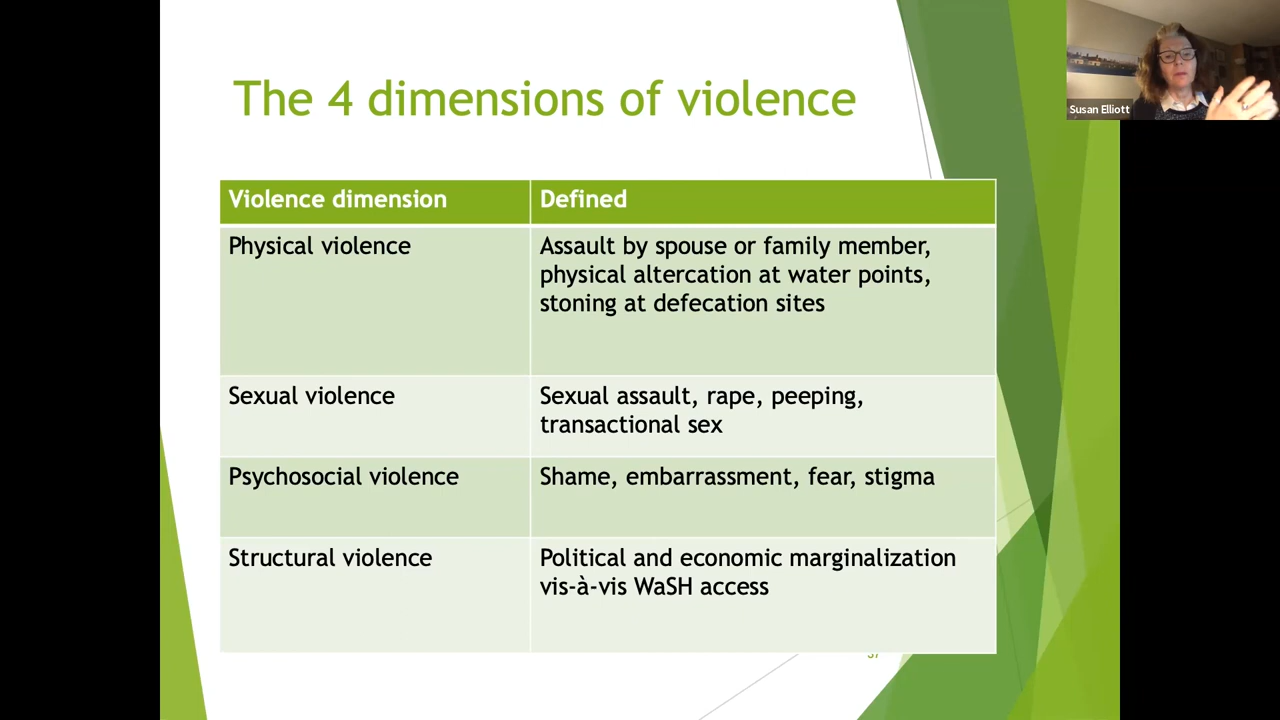 The 4 dimensions of violence
Susan Elliott
Violence dimension
Defined
Physical violence
Assault by spouse or family member,
physical altercation at water points,
stoning at defecation sites
Sexual violence
Sexual assault, rape, peeping,
transactional sex
Psychosocial violence
Shame, embarrassment, fear, stigma
Structural violence
Political and economic marginalization
vis-à-vis WaSH access